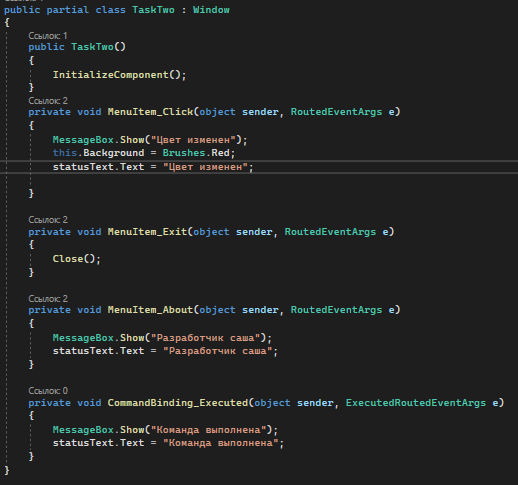 public partial class TaskTwo : Window
{
Ссылок: 1
public TaskTwo()
{
InitializeComponent();
}
Ссылок: 2
private void MenuItem_Click(object sender, RoutedEventArgs e)
{
MessageBox.Show("Цвет изменен");
this.Background = Brushes.Red;
statusText.Text = "Цвет изменен";
}
Ссылок: 2
private void MenuItem_Exit(object sender, RoutedEventArgs e)
{
Close();
}
Ссылок: 2
private void MenuItem_About(object sender, RoutedEventArgs e)
{
MessageBox.Show("Разработчик саша");
statusText.Text = "Разработчик саша";
}
Ссылок: 0
private void CommandBinding_Executed(object sender, ExecutedRoutedEventArgs e)
{
MessageBox.Show("Команда выполнена");
statusText.Text = "Команда выполнена";
}
}